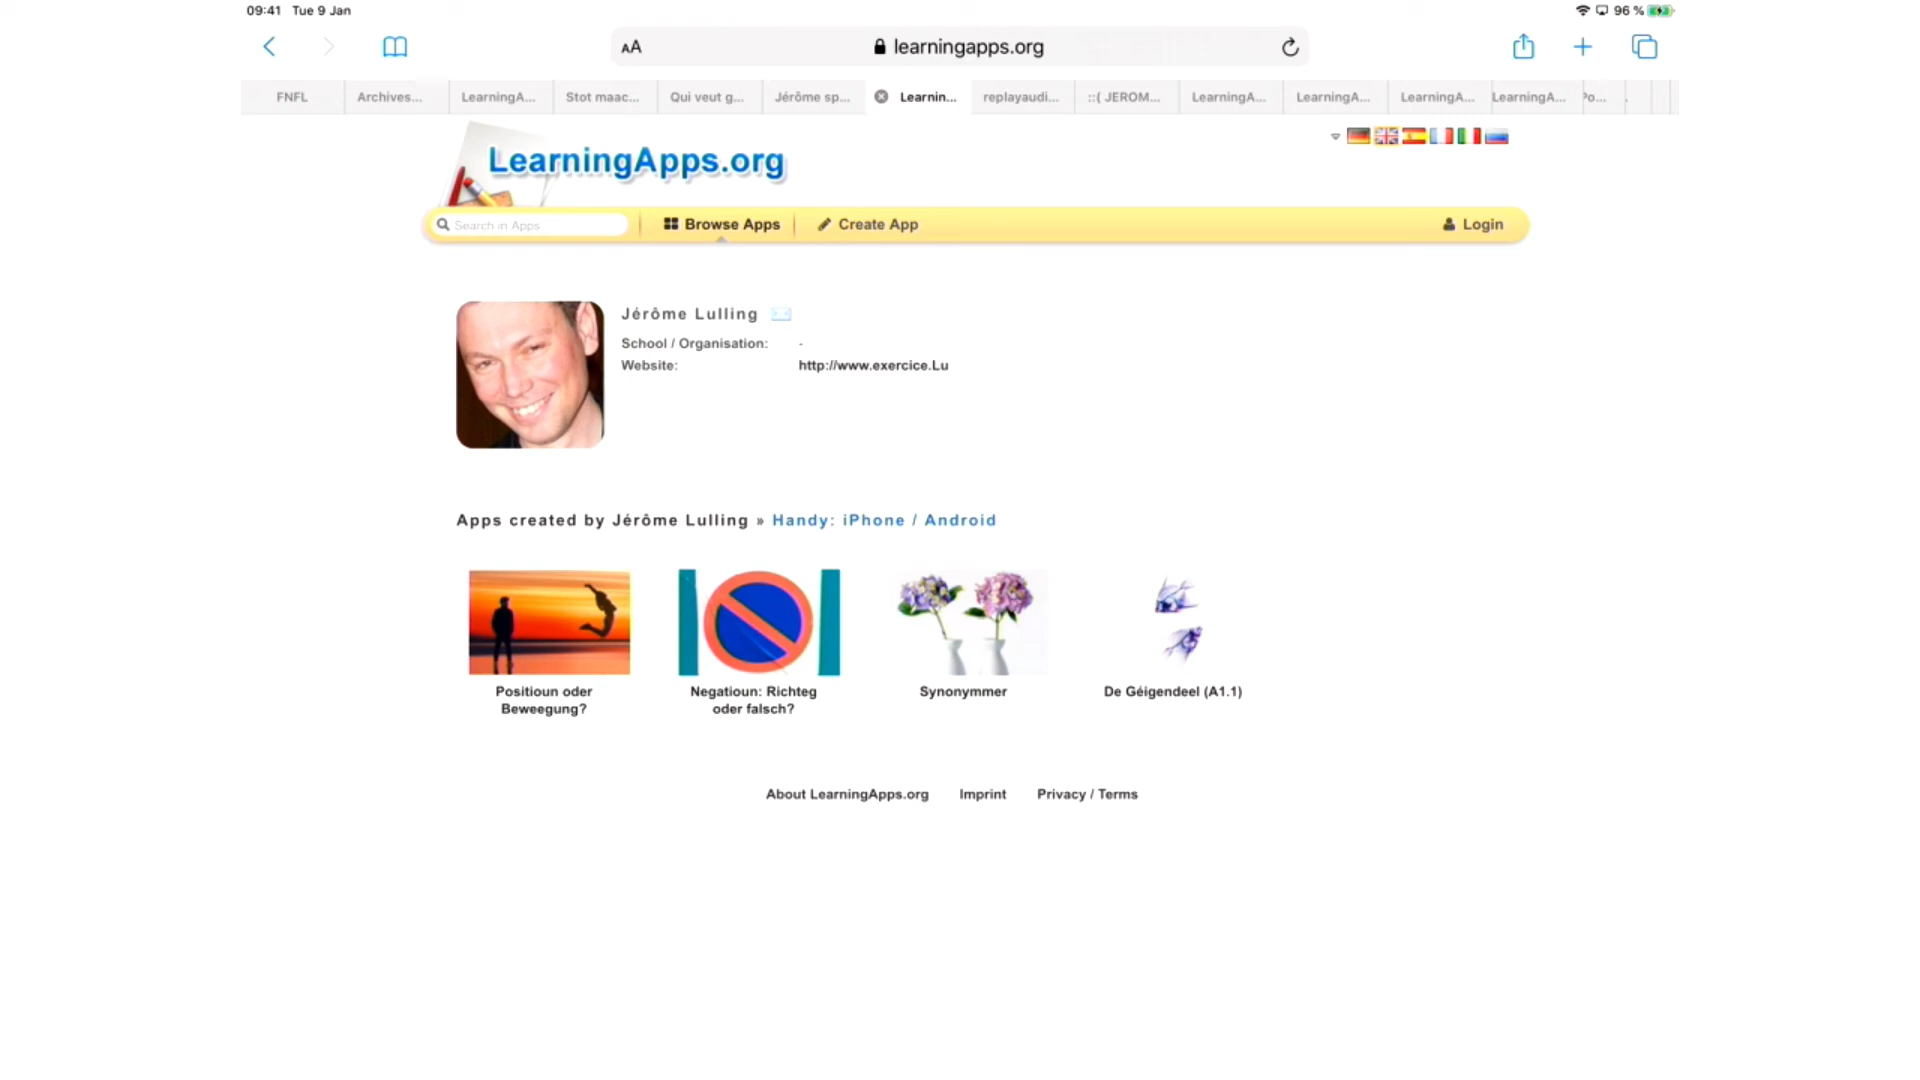 09:41 Tue 9 Jan
96 %
AA
learningapps.org
FNFL
Archives...
LearningA...
Stot maac...
Qui veut g...
Jérôme sp...
Learnin...
replayaudi...
::( JEROM...
LearningA...
LearningA...
LearningA...
LearningA...
LearningApps.org
Search in Apps
Browse Apps
Create App
Login
Jérôme Lulling
School / Organisation: -
Website: http://www.exercice.Lu
Apps created by Jérôme Lulling » Handy: iPhone / Android
Positioun oder
Beweegung?
Negatioun: Richteg
oder falsch?
Synonymmer
De Géigendeel (A1.1)
About LearningApps.org
Imprint
Privacy / Terms